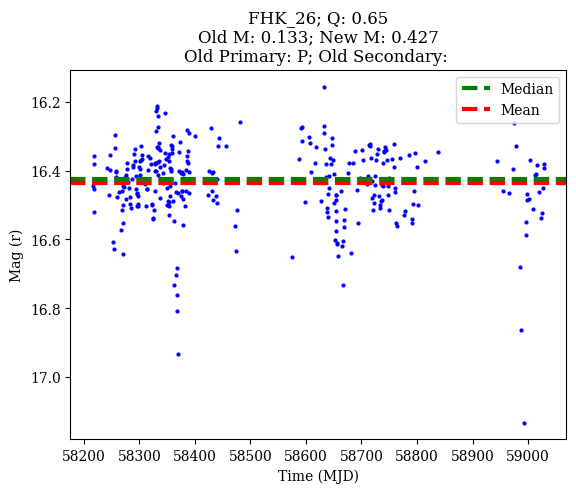 FHK_26; Q: 0.65
Old M: 0.133; New M: 0.427
Old Primary: P; Old Secondary:
Median
Mean
Mag (r)
16.2
16.4
16.6
16.8
17.0
58200 58300 58400 58500 58600 58700 58800 58900 59000
Time (MJD)